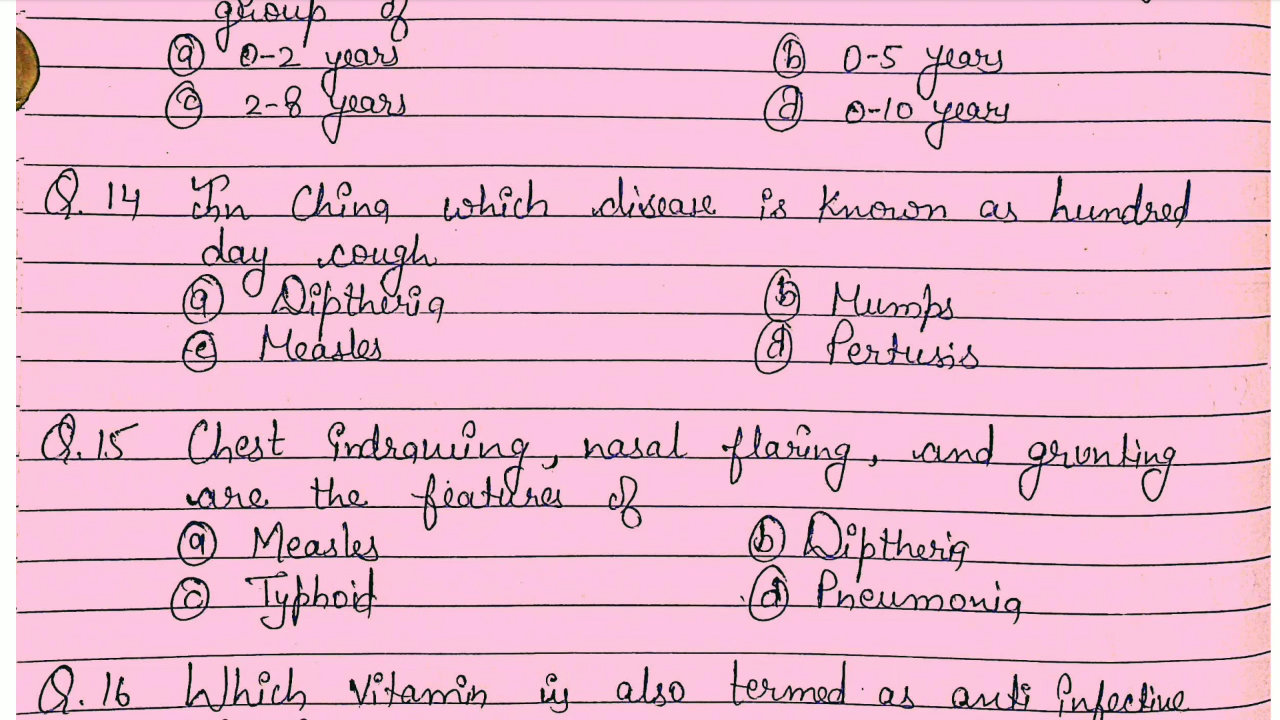 group of
ⓐ 0-2 years ⓑ 0-5 years
ⓒ 2-8 years ⓓ 0-10 years
Q. 14 In China which disease is known as hundred
day cough
ⓐ Diptheria ⓑ Mumps
ⓒ Measles ⓓ Pertusis
Q. 15 Chest indrawing, nasal flaring, and grunting
are the features of
ⓐ Measles ⓑ Diptheria
ⓒ Typhoid ⓓ Pneumonia
Q. 16 Which vitamin is also termed as anti infective